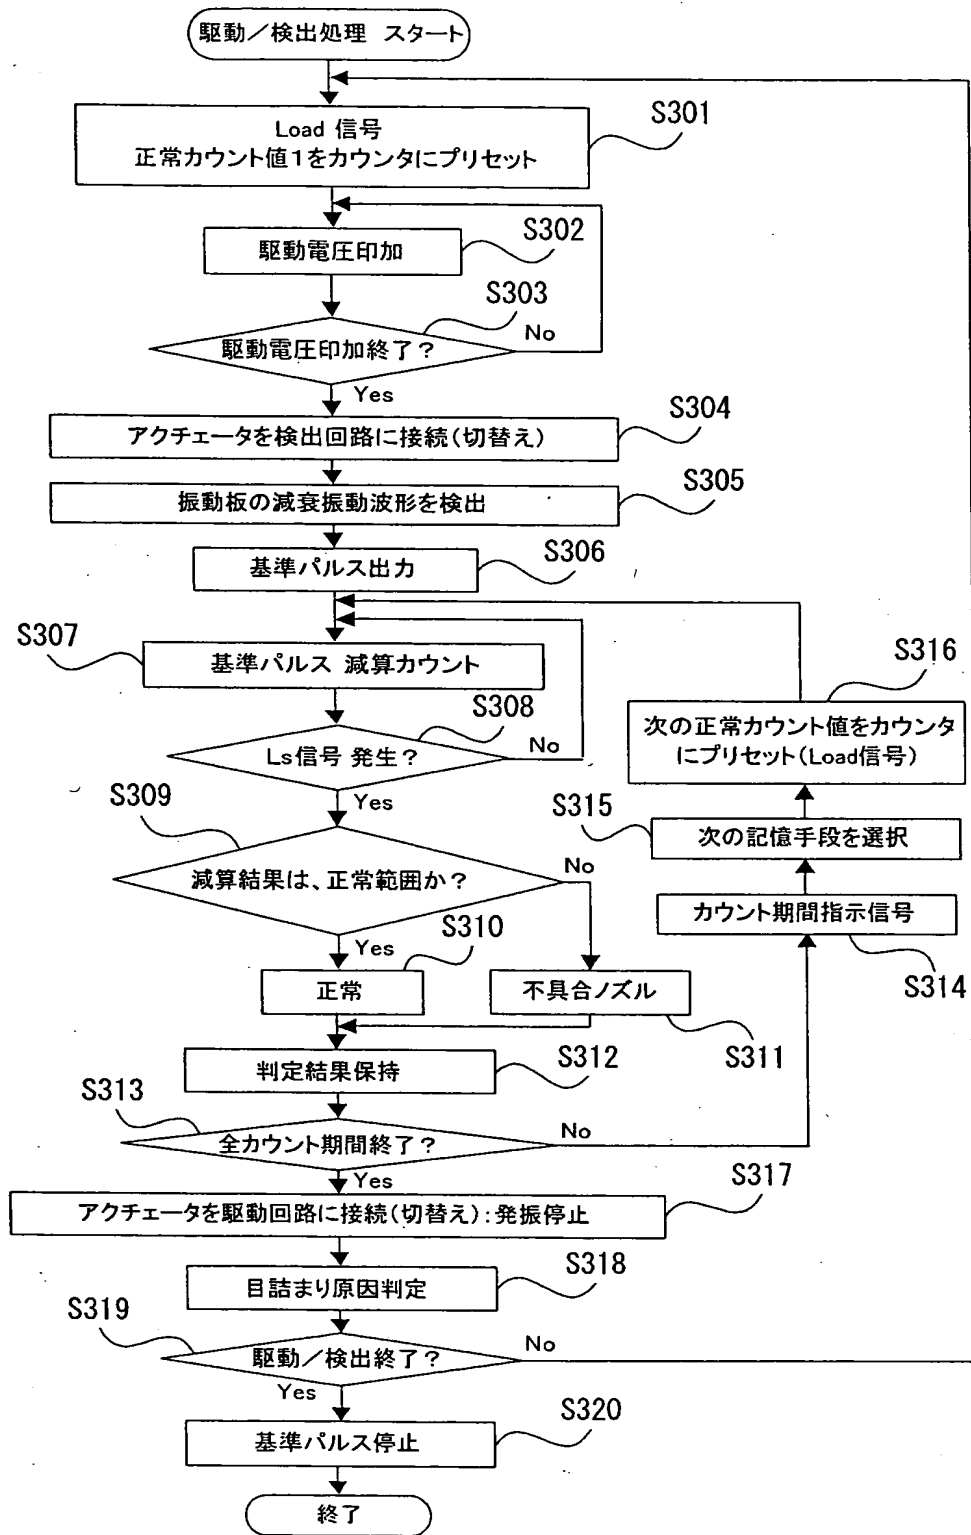 駆動／検出処理 スタート
S301
Load 信号
正常カウント値1をカウンタにプリセット
S302
駆動電圧印加
S303
駆動電圧印加終了？
No
Yes
S304
アクチェータを検出回路に接続(切替え)
S305
振動板の減衰振動波形を検出
S306
基準パルス出力
S307
基準パルス 減算カウント
S316
次の正常カウント値をカウンタ
にプリセット(Load信号)
S308
Ls信号 発生？
No
Yes
S315
次の記憶手段を選択
S309
減算結果は、正常範囲か？
No
Yes
カウント期間指示信号
S314
S310
正常
不具合ノズル
S311
S312
判定結果保持
S313
全カウント期間終了？
No
Yes
S317
アクチェータを駆動回路に接続(切替え)：発振停止
S318
目詰まり原因判定
S319
駆動／検出終了？
No
Yes
S320
基準パルス停止
終了